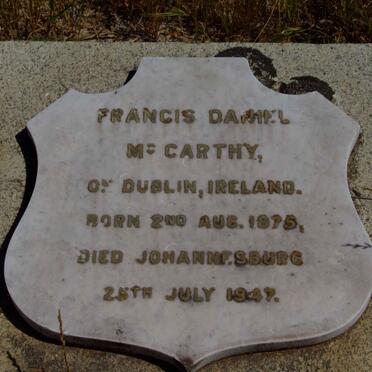 FRANCIS DANIEL
Mc CARTHY,
OF DUBLIN, IRELAND.
BORN 2ND AUG. 1875,
DIED JOHANNESBURG
25TH JULY 1947.